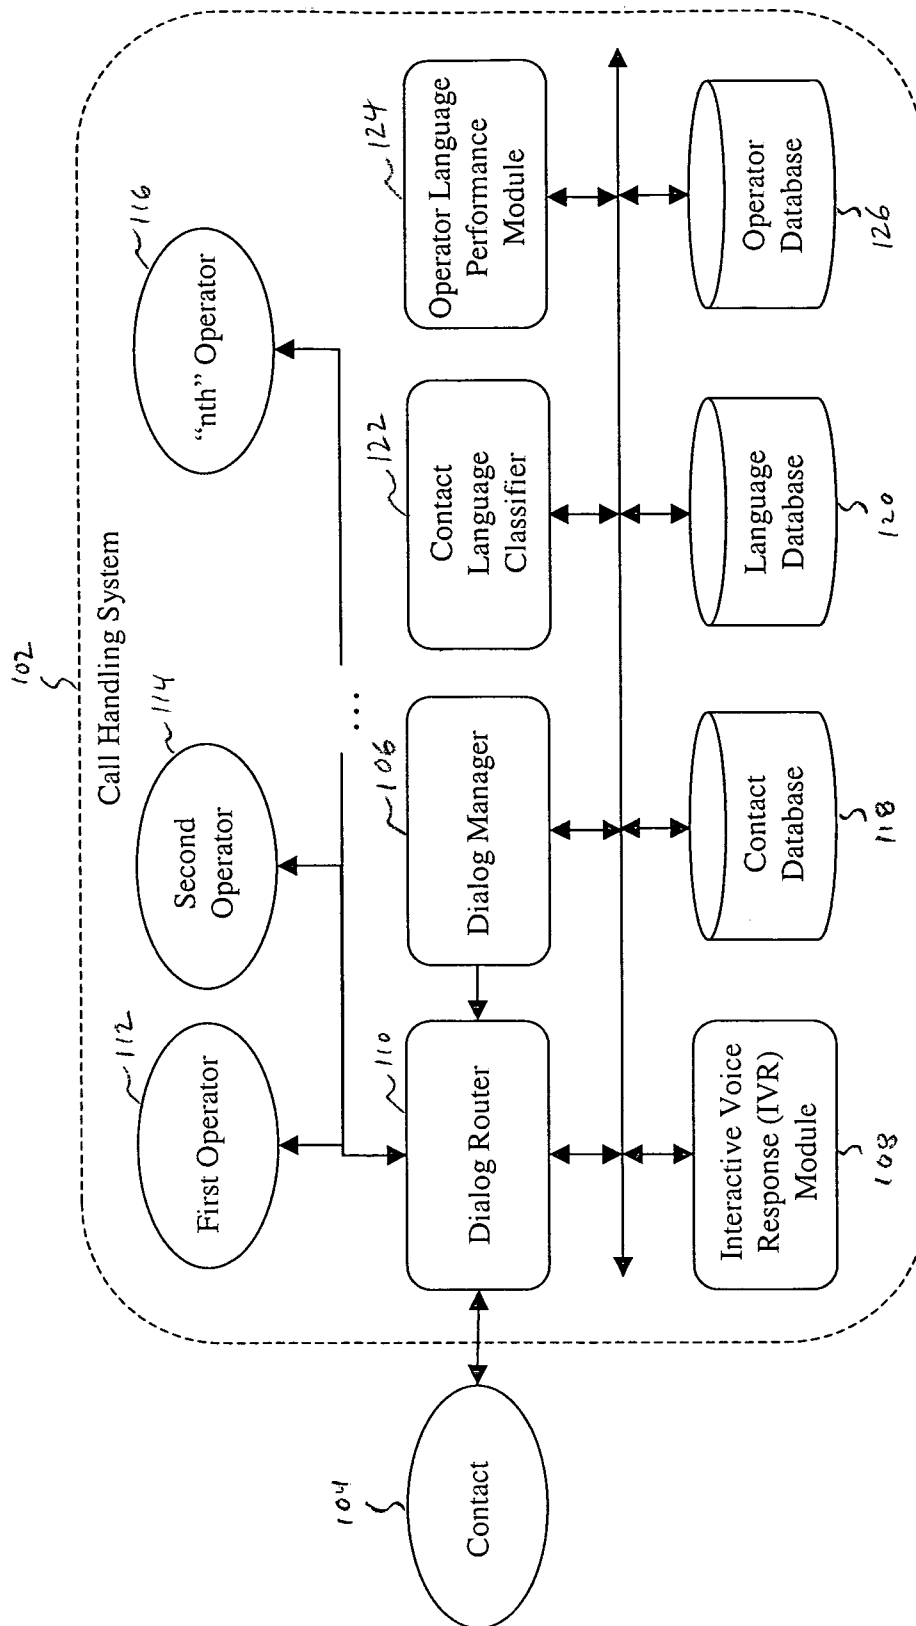 102
Call Handling System
112
First Operator
114
Second
Operator
...
116
“nth” Operator
104
Contact
110
Dialog Router
106
Dialog Manager
122
Contact
Language
Classifier
124
Operator Language
Performance
Module
Interactive Voice
Response (IVR)
Module
108
Contact
Database
118
Language
Database
120
Operator
Database
126